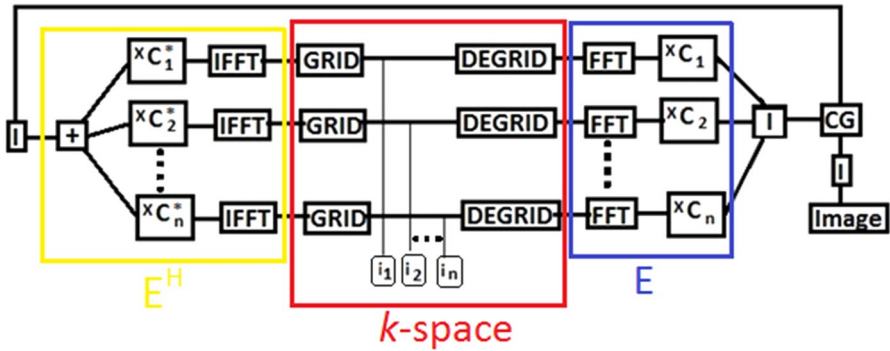 xC1* IFFT GRID DEGRID FFT xC1
I + xC2* IFFT GRID DEGRID FFT xC2 I CG
I
xCn* IFFT GRID DEGRID FFT xCn Image
i1 i2 in
E^H E
k-space